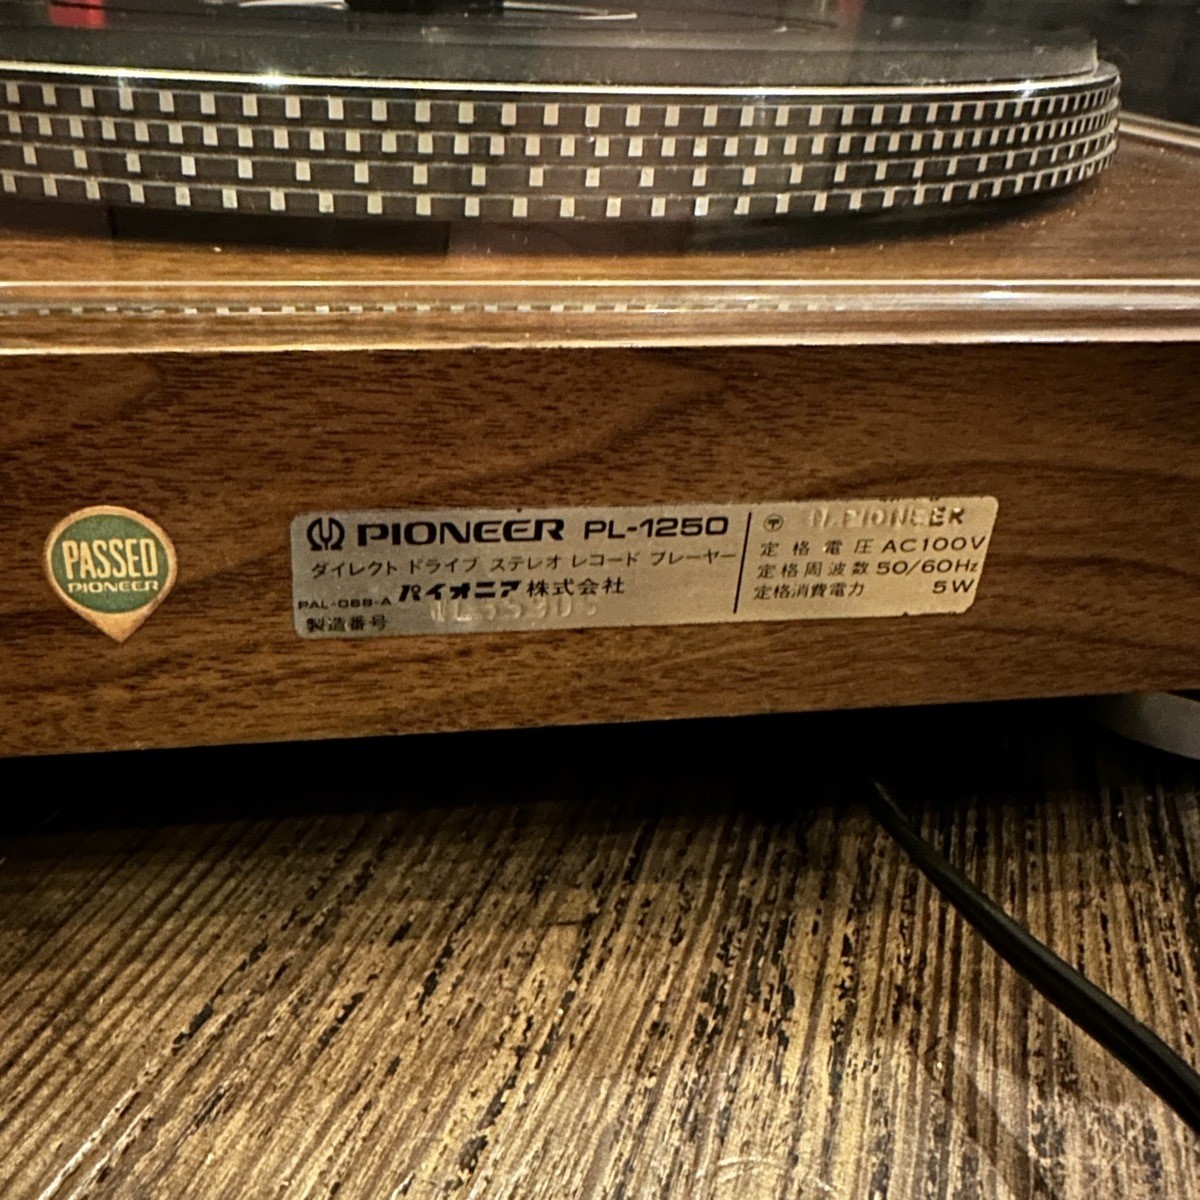 PASSED
PIONEER
PIONEER PL-1250
ダイレクト ドライブ ステレオ レコード プレーヤー
パイオニア株式会社
PAL-068-A
製造番号
〒 PIONEER
定格電圧 AC100V
定格周波数 50/60Hz
定格消費電力 5W